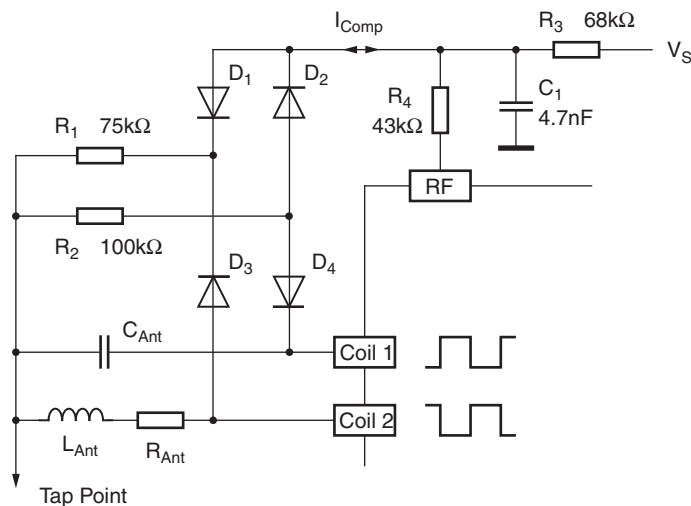 I_Comp
R_3 68kΩ
V_S
D_1
D_2
R_4
43kΩ
C_1
4.7nF
R_1 75kΩ
RF
R_2 100kΩ
D_3
D_4
C_Ant
Coil 1
Coil 2
L_Ant
R_Ant
Tap Point